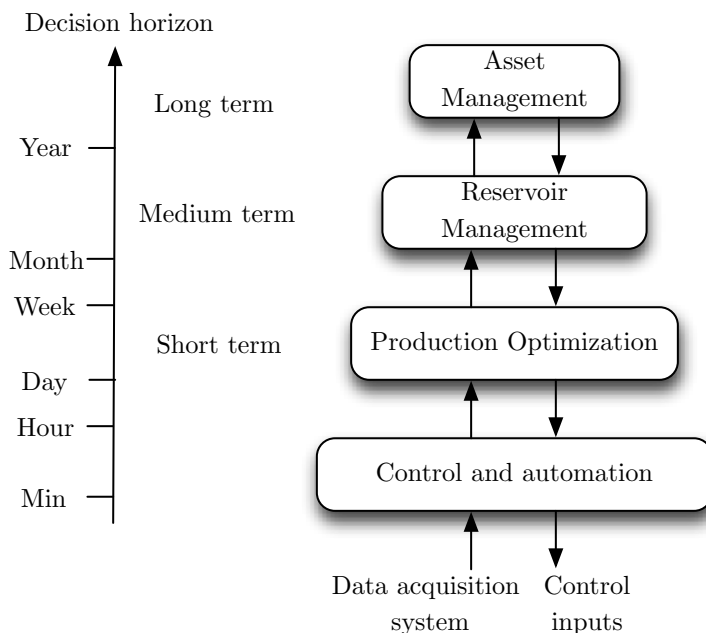 Decision horizon
Long term
Year
Medium term
Month
Week
Short term
Day
Hour
Min
Asset
Management
Reservoir
Management
Production Optimization
Control and automation
Data acquisition
system
Control
inputs